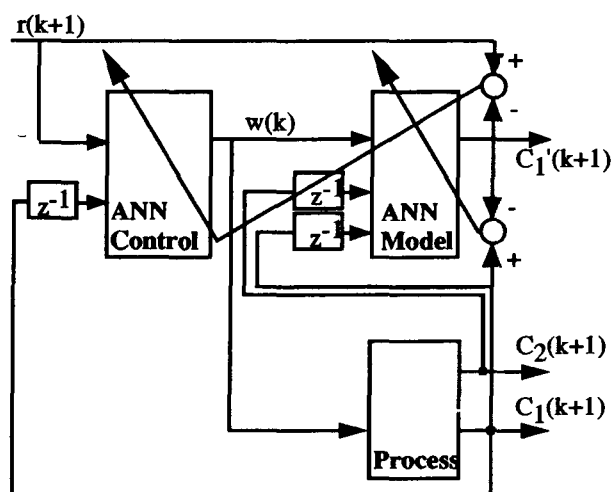 r(k+1)
+
w(k)
-
C₁'(k+1)
z⁻¹
z⁻¹
ANN
Control
z⁻¹
ANN
Model
-
+
C₂(k+1)
C₁(k+1)
Process